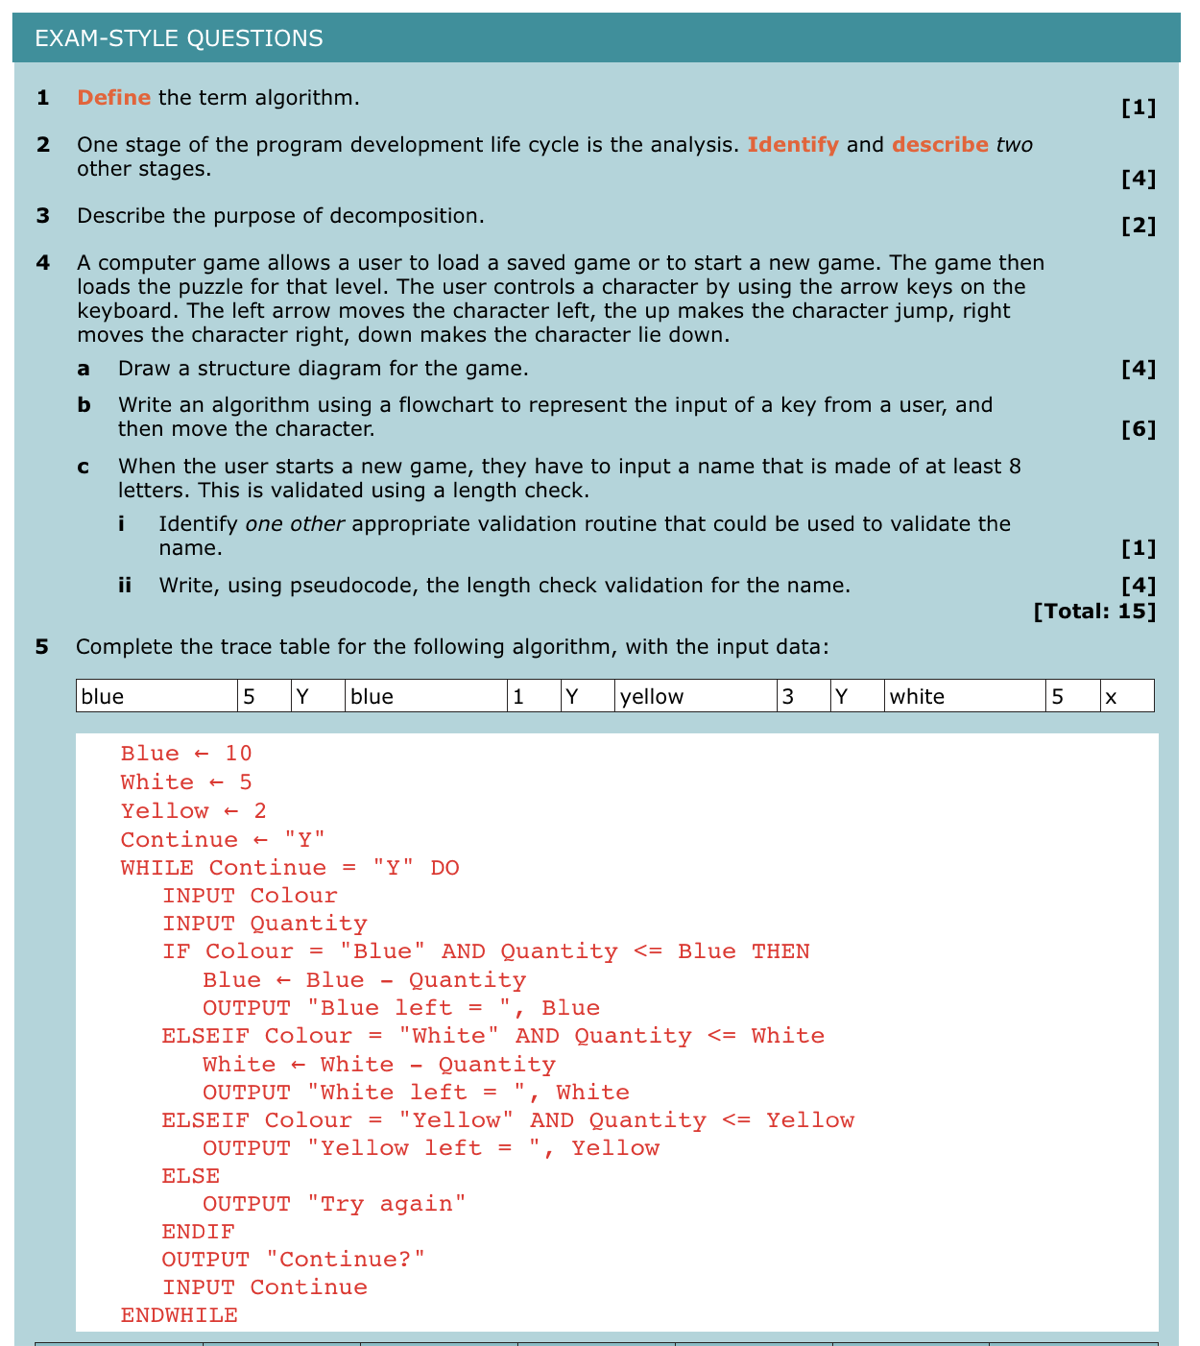 EXAM-STYLE QUESTIONS
1 Define the term algorithm. [1]
2 One stage of the program development life cycle is the analysis. Identify and describe two
other stages. [4]
3 Describe the purpose of decomposition. [2]
4 A computer game allows a user to load a saved game or to start a new game. The game then
loads the puzzle for that level. The user controls a character by using the arrow keys on the
keyboard. The left arrow moves the character left, the up makes the character jump, right
moves the character right, down makes the character lie down.
a Draw a structure diagram for the game. [4]
b Write an algorithm using a flowchart to represent the input of a key from a user, and
then move the character. [6]
c When the user starts a new game, they have to input a name that is made of at least 8
letters. This is validated using a length check.
i Identify one other appropriate validation routine that could be used to validate the
name. [1]
ii Write, using pseudocode, the length check validation for the name. [4]
[Total: 15]
5 Complete the trace table for the following algorithm, with the input data:
blue 5 Y blue 1 Y yellow 3 Y white 5 x
Blue ← 10
White ← 5
Yellow ← 2
Continue ← "Y"
WHILE Continue = "Y" DO
INPUT Colour
INPUT Quantity
IF Colour = "Blue" AND Quantity <= Blue THEN
Blue ← Blue – Quantity
OUTPUT "Blue left = ", Blue
ELSEIF Colour = "White" AND Quantity <= White
White ← White – Quantity
OUTPUT "White left = ", White
ELSEIF Colour = "Yellow" AND Quantity <= Yellow
OUTPUT "Yellow left = ", Yellow
ELSE
OUTPUT "Try again"
ENDIF
OUTPUT "Continue?"
INPUT Continue
ENDWHILE